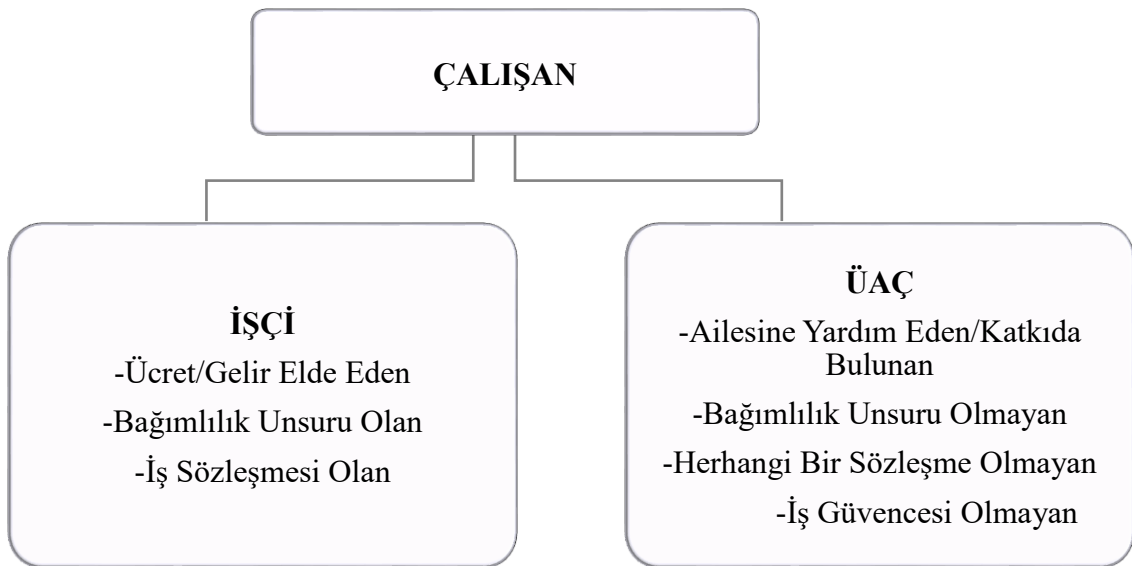 ÇALIŞAN
İŞÇİ
-Ücret/Gelir Elde Eden
-Bağımlılık Unsuru Olan
-İş Sözleşmesi Olan
ÜAÇ
-Ailesine Yardım Eden/Katkıda
Bulunan
-Bağımlılık Unsuru Olmayan
-Herhangi Bir Sözleşme Olmayan
-İş Güvencesi Olmayan